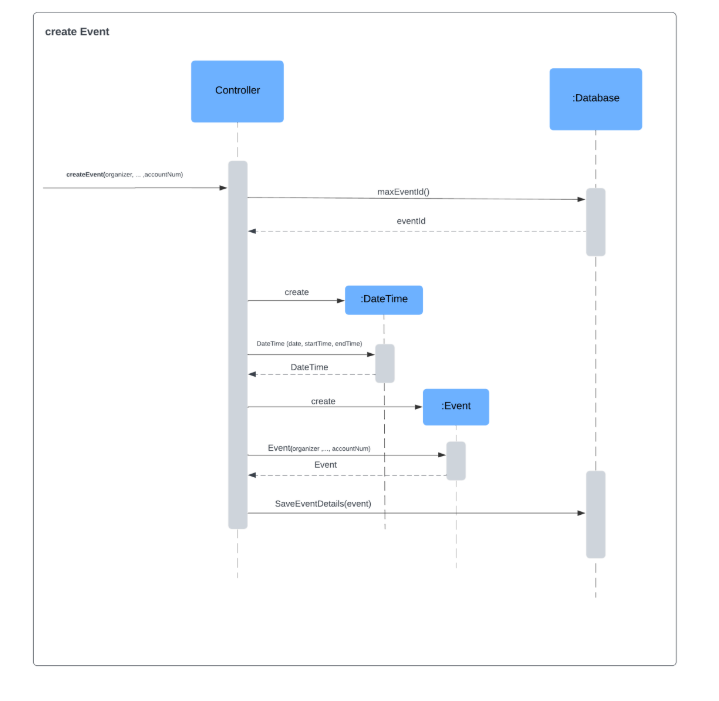 create Event
Controller
:Database
createEvent(organizer, ... ,accountNum)
maxEventId()
eventId
create
:DateTime
DateTime (date, startTime, endTime)
DateTime
create
:Event
Event(organizer ,..., accountNum)
Event
SaveEventDetails(event)